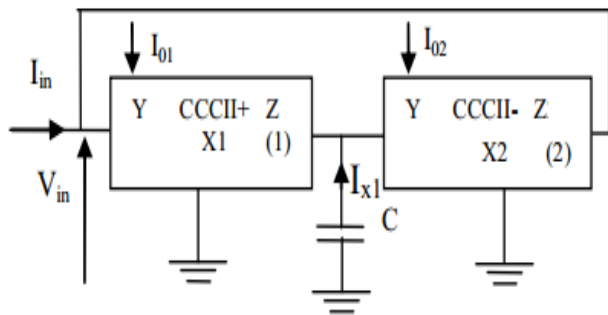 I01
I02
Iin
Y CCCII+ Z
X1 (1)
Y CCCII- Z
X2 (2)
Vin
Ix1
C